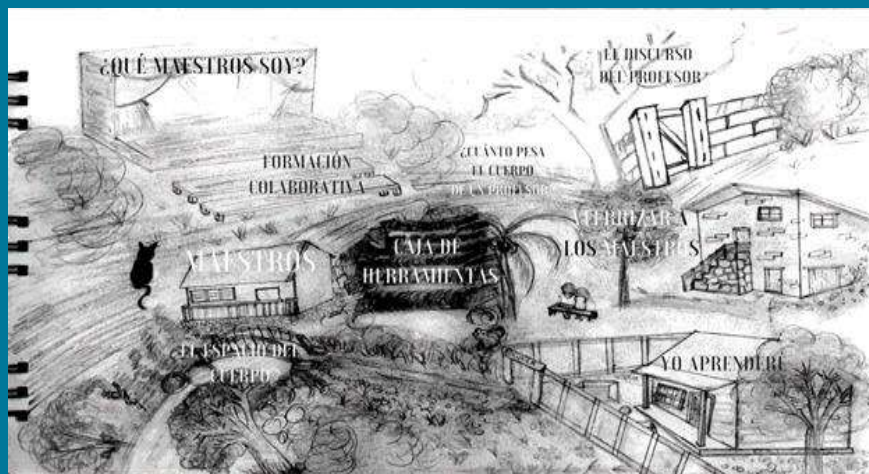 ¿QUÉ MAESTROS SOY?
EL DISCURSO
DEL PROFESOR
FORMACIÓN
COLABORATIVA
¿CUÁNTO PESA
EL CUERPO
DE UN PROFESOR?
ATERRIZAR A
LOS MAESTROS
MAESTROS
CAJA DE
HERRAMIENTAS
EL ESPACIO DEL
CUERPO
YO APRENDERÉ